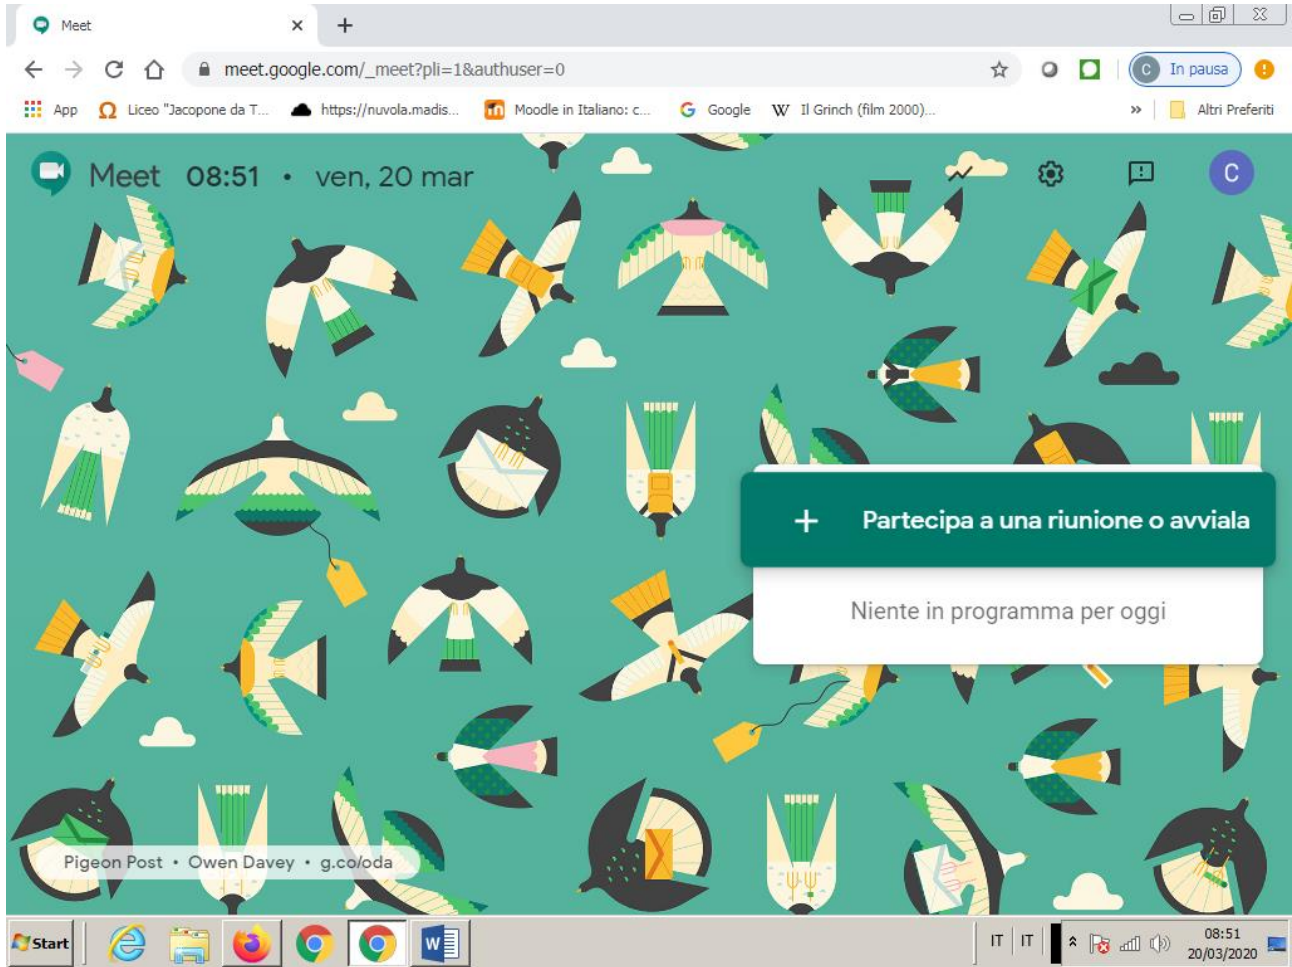 Meet
In pausa
meet.google.com/_meet?pli=1&authuser=0
C
App
Liceo "Jacopone da T...
https://nuvola.madis...
Moodle in Italiano: c...
Google
Il Grinch (film 2000)...
»
Altri Preferiti
Meet 08:51 • ven, 20 mar
C
+ Partecipa a una riunione o avviala
Niente in programma per oggi
Pigeon Post • Owen Davey • g.co/oda
Start
IT IT
08:51
20/03/2020